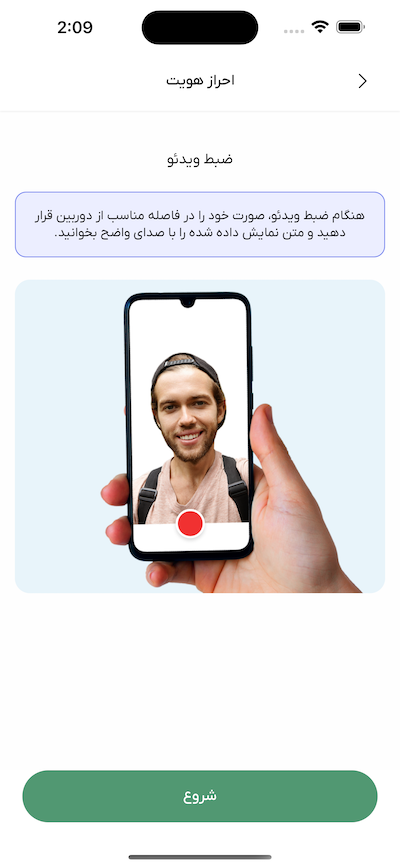 2:09
احراز هویت
ضبط ویدئو
هنگام ضبط ویدئو، صورت خود را در فاصله مناسب از دوربین قرار
دهید و متن نمایش داده شده را با صدای واضح بخوانید.
شروع